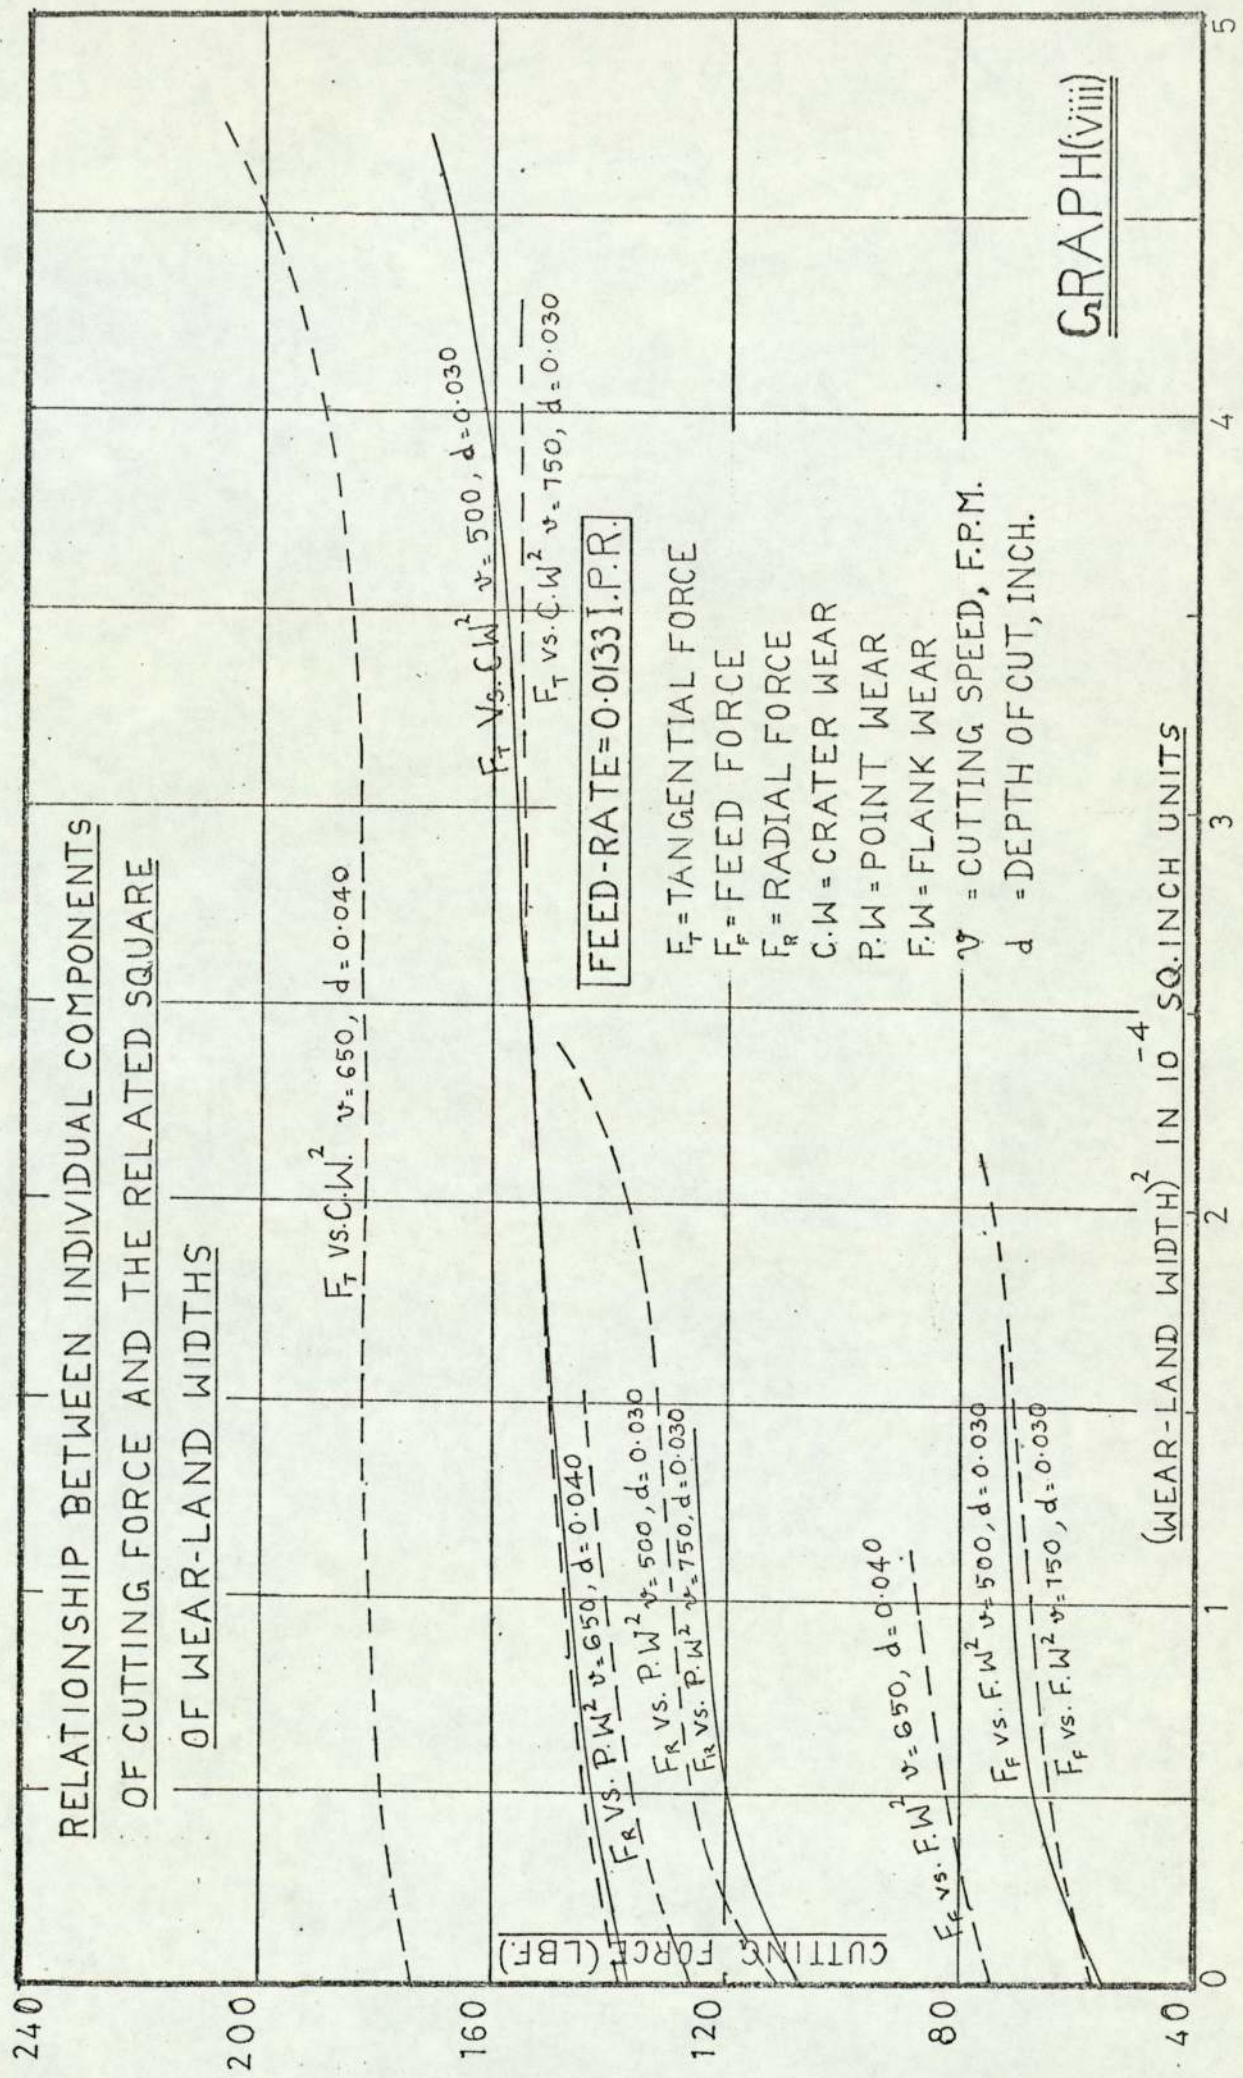 RELATIONSHIP BETWEEN INDIVIDUAL COMPONENTS
OF CUTTING FORCE AND THE RELATED SQUARE
OF WEAR-LAND WIDTHS
240
200
160
120
80
40
CUTTING FORCE (LBF.)
F_T VS. C.W.² v=650, d=0.040
F_T Vs. C.W² v=500, d=0.030
F_T vs. C.W² v=750, d=0.030
F_R VS. P.W² v=650, d=0.040
F_R vs. P.W² v=500, d=0.030
F_R vs. P.W² v=750, d=0.030
F_F vs. F.W² v=650, d=0.040
F_F vs. F.W² v=500, d=0.030
F_F vs. F.W² v=750, d=0.030
FEED-RATE=0.0133 I.P.R.
F_T = TANGENTIAL FORCE
F_F = FEED FORCE
F_R = RADIAL FORCE
C.W = CRATER WEAR
P.W = POINT WEAR
F.W = FLANK WEAR
v = CUTTING SPEED, F.P.M.
d = DEPTH OF CUT, INCH.
GRAPH(viii)
0 1 2 3 4 5
(WEAR-LAND WIDTH)² IN 10⁻⁴ SQ.INCH UNITS